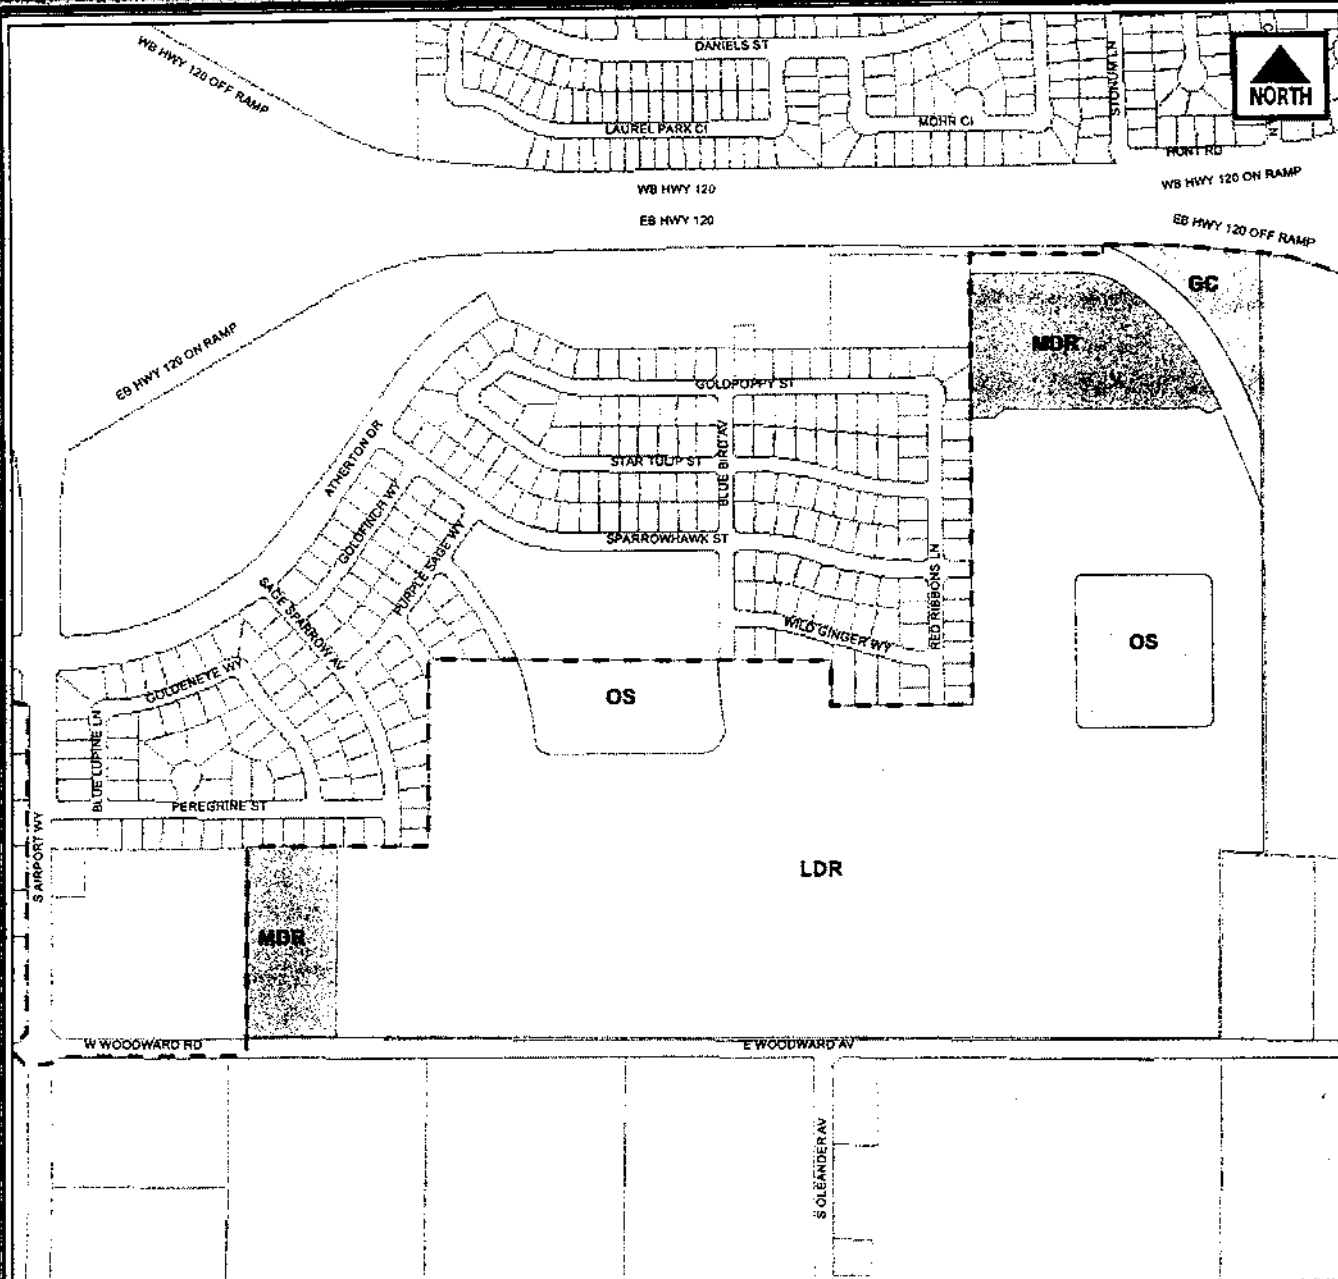 DANIELS ST
STONUM LN
WB HWY 120 OFF RAMP
NORTH
LAUREL PARK CI
MOHR CI
HUNT RD
WB HWY 120
WB HWY 120 ON RAMP
EB HWY 120
EB HWY 120 OFF RAMP
GC
MDR
EB HWY 120 ON RAMP
GOLDPOPPY ST
ATHERTON DR
BLUE BIRD AV
STAR TULIP ST
GOLDFINCH WY
SPARROWHAWK ST
PURPLE SAGE WY
RED RIBBONS LN
SAGE SPARROW AV
WILD GINGER WY
OS
GOLDENEYE WY
OS
BLUE LUPINE LN
PEREGRINE ST
S AIRPORT WY
LDR
MDR
W WOODWARD RD
E WOODWARD AV
S OLEANDER AV